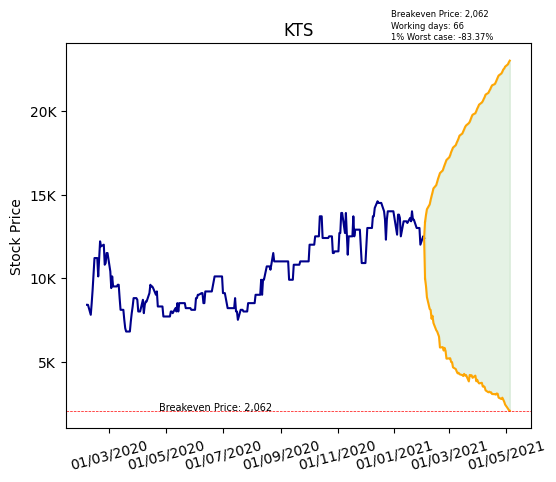 Breakeven Price: 2,062
Working days: 66
1% Worst case: -83.37%
KTS
Stock Price
20K
15K
10K
5K
Breakeven Price: 2,062
01/03/2020 01/05/2020 01/07/2020 01/09/2020 01/11/2020 01/01/2021 01/03/2021 01/05/2021